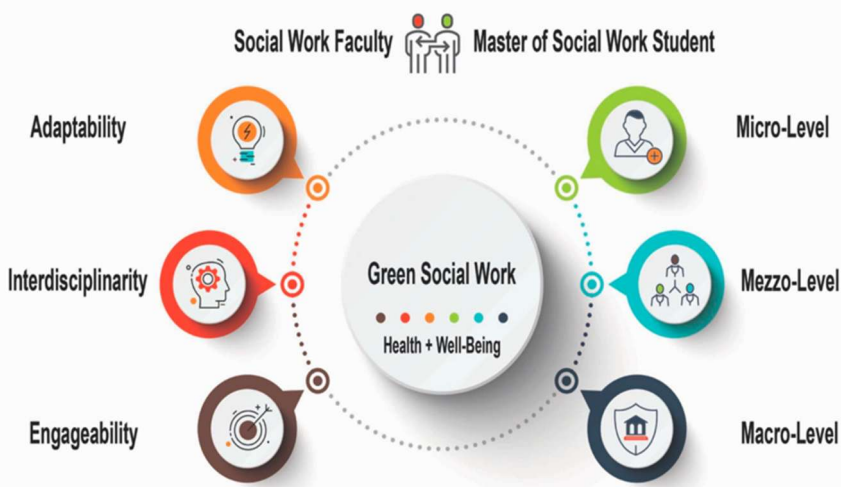 Social Work Faculty
Master of Social Work Student
Adaptability
Micro-Level
Interdisciplinarity
Green Social Work
Health + Well-Being
Mezzo-Level
Engageability
Macro-Level